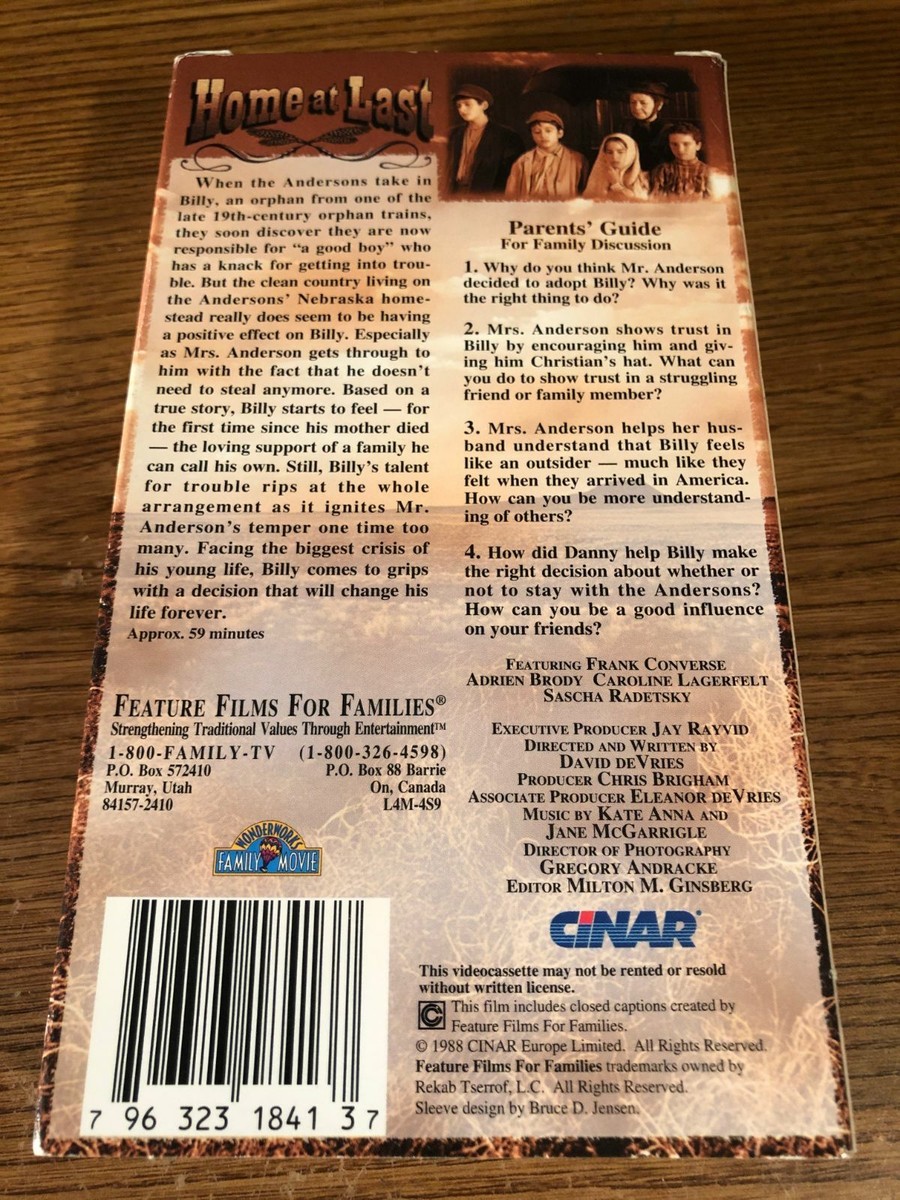 Home at Last
When the Andersons take in
Billy, an orphan from one of the
late 19th-century orphan trains,
they soon discover they are now
responsible for “a good boy” who
has a knack for getting into trou-
ble. But the clean country living on
the Andersons’ Nebraska home-
stead really does seem to be having
a positive effect on Billy. Especially
as Mrs. Anderson gets through to
him with the fact that he doesn’t
need to steal anymore. Based on a
true story, Billy starts to feel — for
the first time since his mother died
— the loving support of a family he
can call his own. Still, Billy’s talent
for trouble rips at the whole
arrangement as it ignites Mr.
Anderson’s temper one time too
many. Facing the biggest crisis of
his young life, Billy comes to grips
with a decision that will change his
life forever.
Approx. 59 minutes
FEATURE FILMS FOR FAMILIES®
Strengthening Traditional Values Through Entertainment™
1-800-FAMILY-TV (1-800-326-4598)
P.O. Box 572410 P.O. Box 88 Barrie
Murray, Utah On, Canada
84157-2410 L4M-4S9
WONDERWORKS
FAMILY MOVIE
7 96 323 1841 3 7
Parents’ Guide
For Family Discussion
1. Why do you think Mr. Anderson
decided to adopt Billy? Why was it
the right thing to do?
2. Mrs. Anderson shows trust in
Billy by encouraging him and giv-
ing him Christian’s hat. What can
you do to show trust in a struggling
friend or family member?
3. Mrs. Anderson helps her hus-
band understand that Billy feels
like an outsider — much like they
felt when they arrived in America.
How can you be more understand-
ing of others?
4. How did Danny help Billy make
the right decision about whether or
not to stay with the Andersons?
How can you be a good influence
on your friends?
FEATURING FRANK CONVERSE
ADRIEN BRODY CAROLINE LAGERFELT
SASCHA RADETSKY
EXECUTIVE PRODUCER JAY RAYVID
DIRECTED AND WRITTEN BY
DAVID DEVRIES
PRODUCER CHRIS BRIGHAM
ASSOCIATE PRODUCER ELEANOR DEVRIES
MUSIC BY KATE ANNA AND
JANE MCGARRIGLE
DIRECTOR OF PHOTOGRAPHY
GREGORY ANDRACKE
EDITOR MILTON M. GINSBERG
CiNAR
This videocassette may not be rented or resold
without written license.
This film includes closed captions created by
Feature Films For Families.
© 1988 CINAR Europe Limited. All Rights Reserved.
Feature Films For Families trademarks owned by
Rekab Tserrof, L.C. All Rights Reserved.
Sleeve design by Bruce D. Jensen.